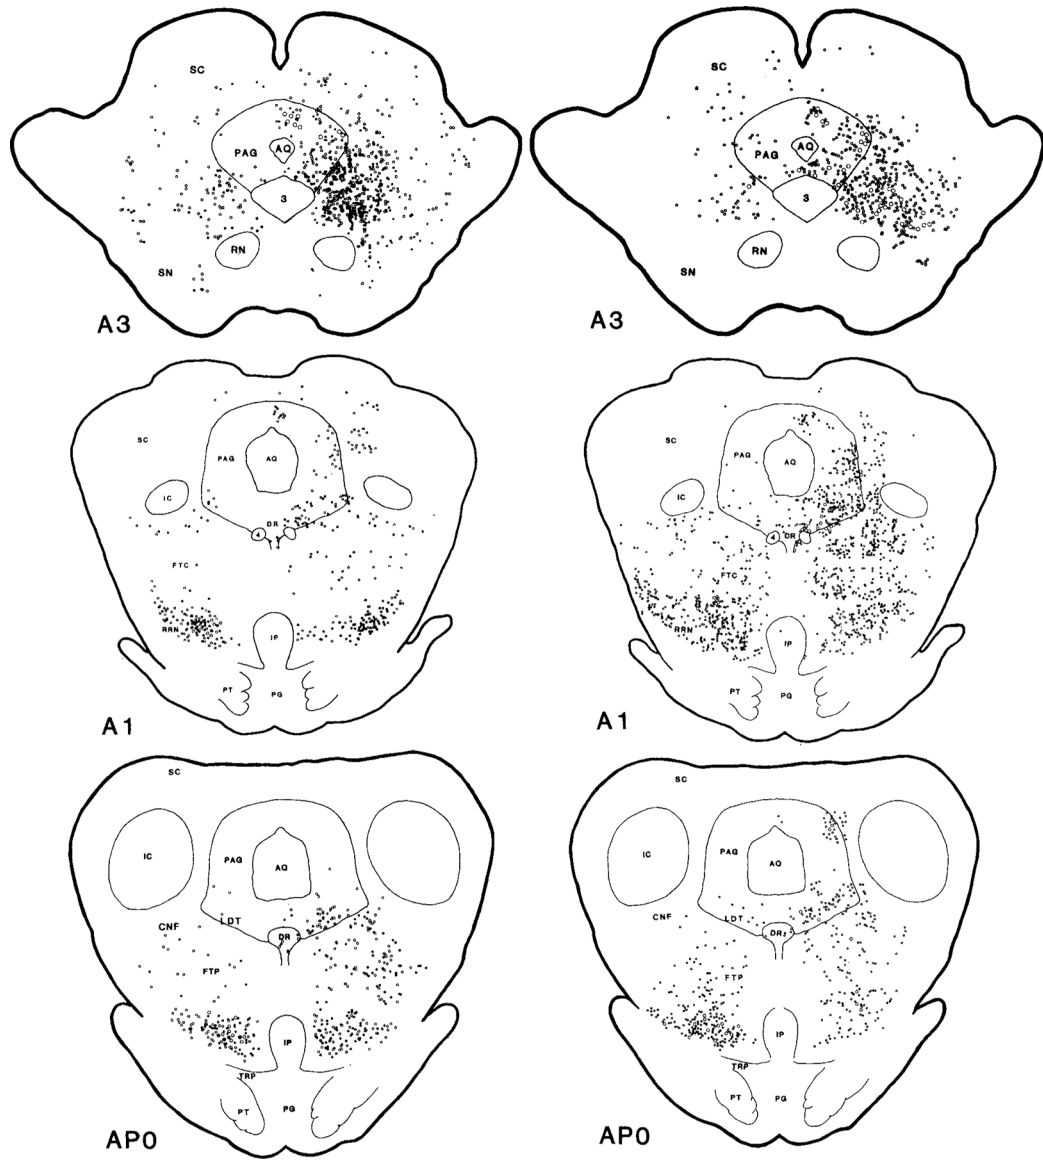 SC
PAG
AQ
3
RN
SN
A3
SC
PAG
AQ
3
RN
SN
A3
SC
PAG
AQ
IC
DR
4
FTC
RRN
IP
PT
PG
A1
SC
PAG
AQ
IC
DR
4
FTC
RRN
IP
PT
PG
A1
SC
IC
PAG
AQ
LDT
CNF
DR
FTP
IP
TRP
PT
PG
AP0
SC
IC
PAG
AQ
CNF
LDT
DR
FTP
IP
TRP
PT
PG
AP0